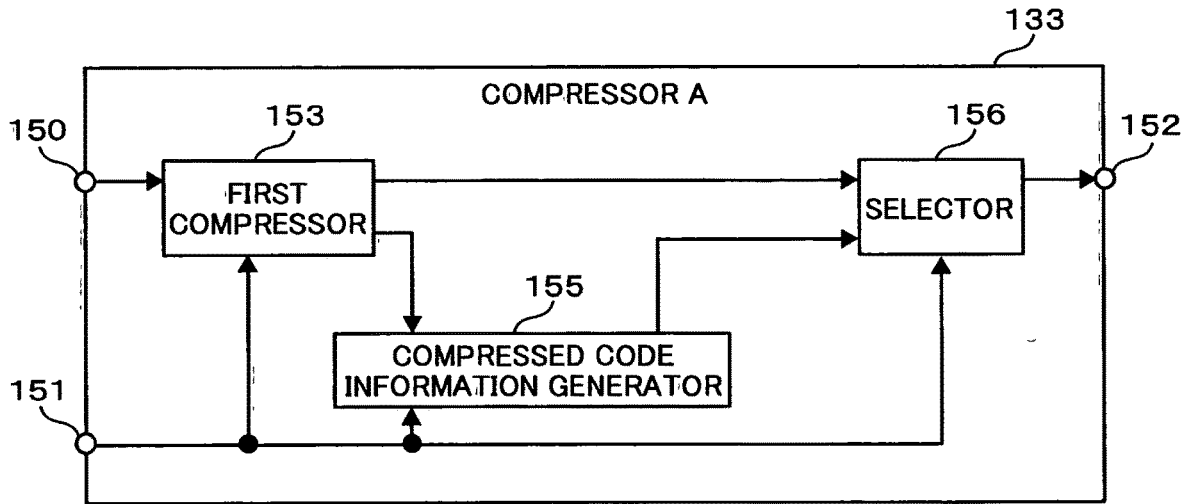 133
COMPRESSOR A
150
153
156
152
FIRST
COMPRESSOR
SELECTOR
155
COMPRESSED CODE
INFORMATION GENERATOR
151